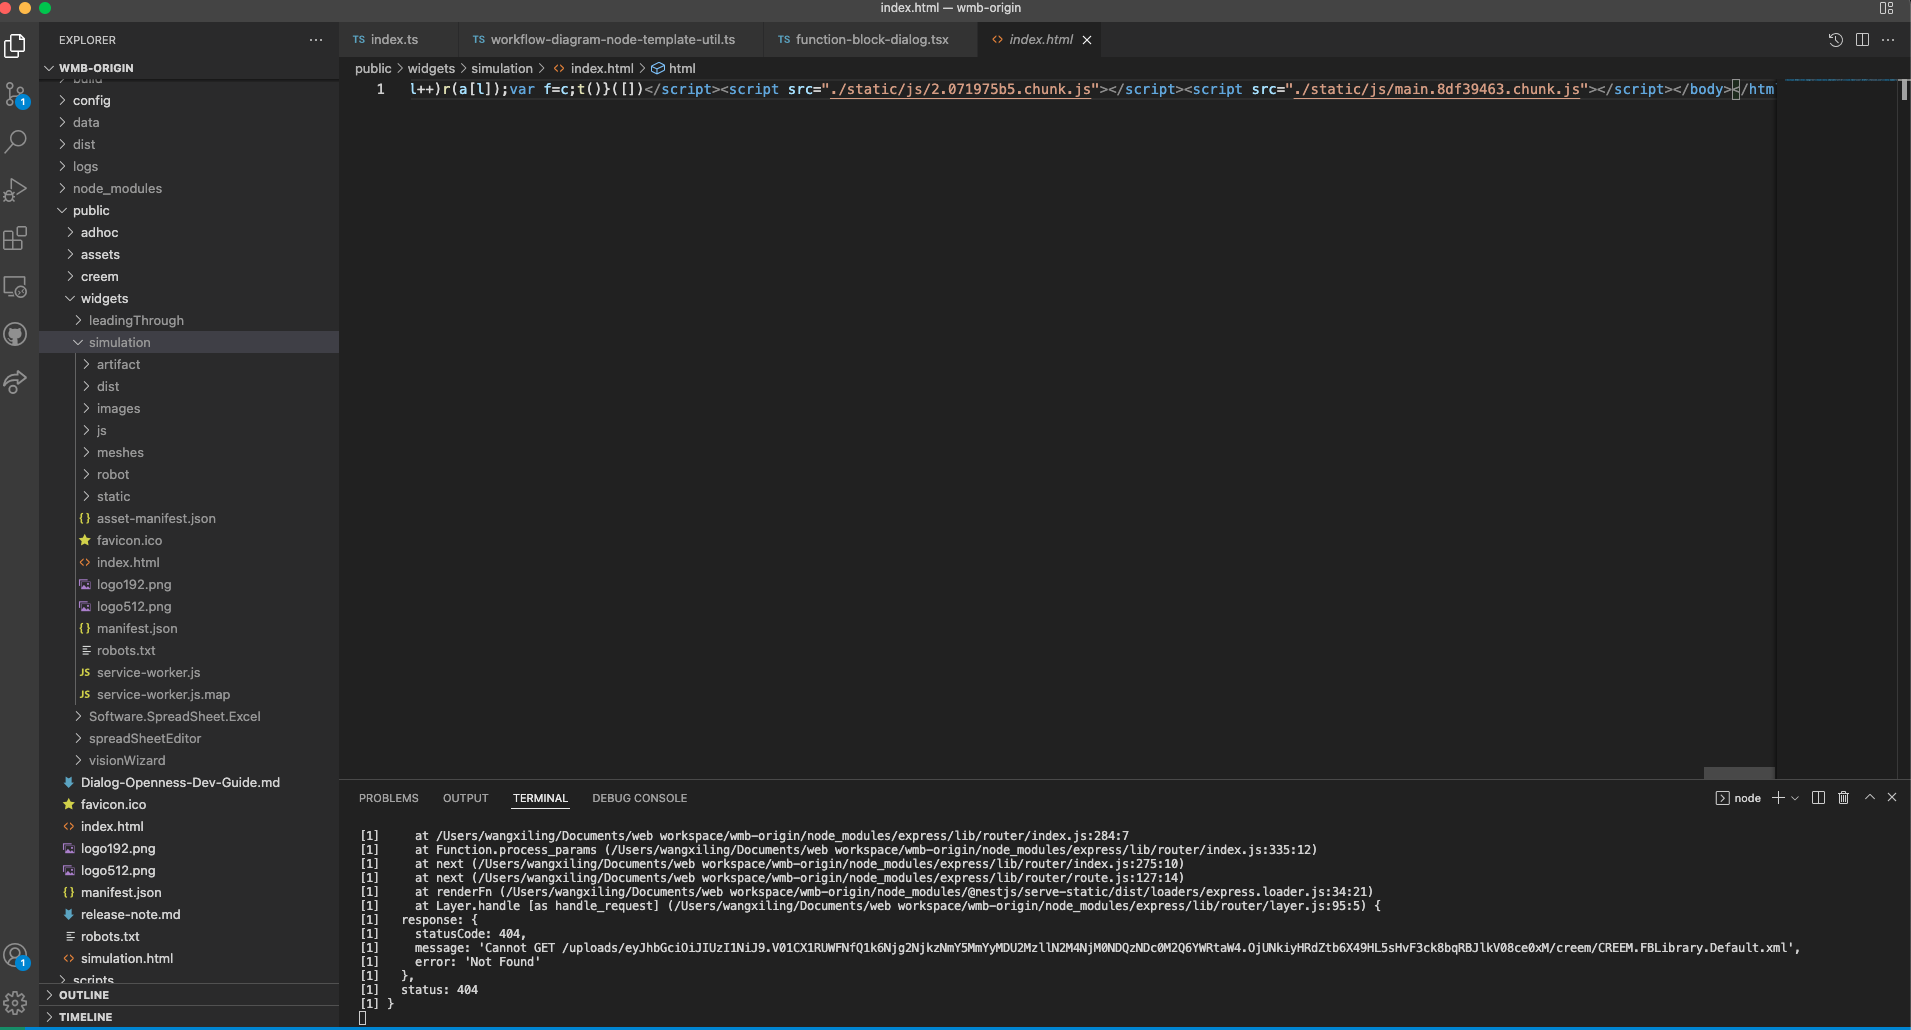 index.html — wmb-origin
EXPLORER
WMB-ORIGIN
build
config
data
dist
logs
node_modules
public
adhoc
assets
creem
widgets
leadingThrough
simulation
artifact
dist
images
js
meshes
robot
static
{} asset-manifest.json
favicon.ico
<> index.html
logo192.png
logo512.png
{} manifest.json
robots.txt
JS service-worker.js
JS service-worker.js.map
Software.SpreadSheet.Excel
spreadSheetEditor
visionWizard
Dialog-Openness-Dev-Guide.md
favicon.ico
<> index.html
logo192.png
logo512.png
{} manifest.json
release-note.md
robots.txt
<> simulation.html
scripts
OUTLINE
TIMELINE
1
1
TS index.ts
TS workflow-diagram-node-template-util.ts
TS function-block-dialog.tsx
<> index.html
public > widgets > simulation > <> index.html > html
1 l++)r(a[l]);var f=c;t()}([])</script><script src="./static/js/2.071975b5.chunk.js"></script><script src="./static/js/main.8df39463.chunk.js"></script></body></htm
PROBLEMS OUTPUT TERMINAL DEBUG CONSOLE
node
[1] at /Users/wangxiling/Documents/web workspace/wmb-origin/node_modules/express/lib/router/index.js:284:7
[1] at Function.process_params (/Users/wangxiling/Documents/web workspace/wmb-origin/node_modules/express/lib/router/index.js:335:12)
[1] at next (/Users/wangxiling/Documents/web workspace/wmb-origin/node_modules/express/lib/router/index.js:275:10)
[1] at next (/Users/wangxiling/Documents/web workspace/wmb-origin/node_modules/express/lib/router/route.js:127:14)
[1] at renderFn (/Users/wangxiling/Documents/web workspace/wmb-origin/node_modules/@nestjs/serve-static/dist/loaders/express.loader.js:34:21)
[1] at Layer.handle [as handle_request] (/Users/wangxiling/Documents/web workspace/wmb-origin/node_modules/express/lib/router/layer.js:95:5) {
[1] response: {
[1] statusCode: 404,
[1] message: 'Cannot GET /uploads/eyJhbGciOiJIUzI1NiJ9.V01CX1RUWFNfQ1k6Njg2NjkzNmY5MmYyMDU2MzllN2M4NjM0NDQzNDc0M2Q6YWRtaW4.OjUNkiyHRdZtb6X49HL5sHvF3ck8bqRBJlkV08ce0xM/creem/CREEM.FBLibrary.Default.xml',
[1] error: 'Not Found'
[1] },
[1] status: 404
[1] }